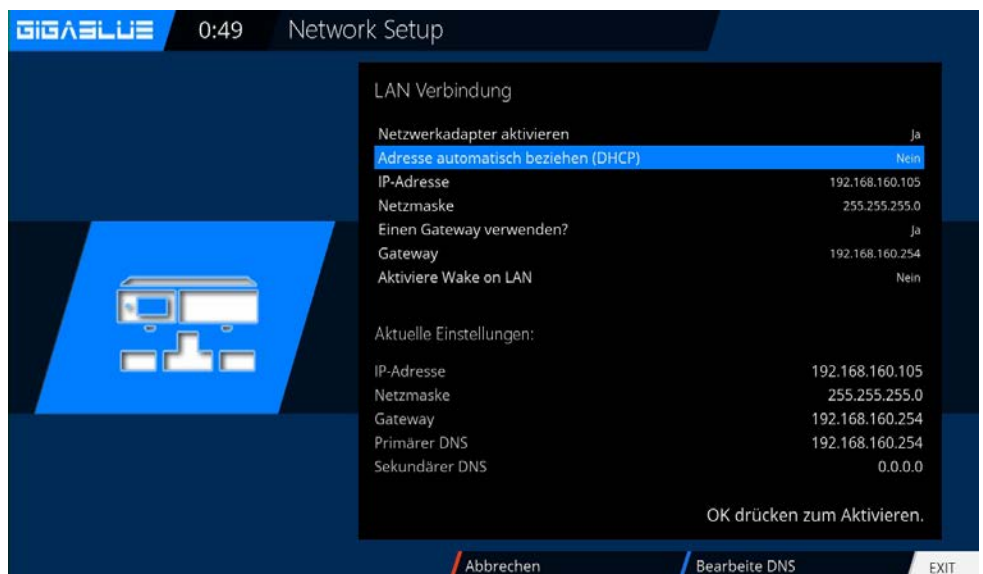 GIGABLUE 0:49 Network Setup
LAN Verbindung
Netzwerkadapter aktivieren Ja
Adresse automatisch beziehen (DHCP) Nein
IP-Adresse 192.168.160.105
Netzmaske 255.255.255.0
Einen Gateway verwenden? Ja
Gateway 192.168.160.254
Aktiviere Wake on LAN Nein
Aktuelle Einstellungen:
IP-Adresse 192.168.160.105
Netzmaske 255.255.255.0
Gateway 192.168.160.254
Primärer DNS 192.168.160.254
Sekundärer DNS 0.0.0.0
OK drücken zum Aktivieren.
Abbrechen Bearbeite DNS EXIT